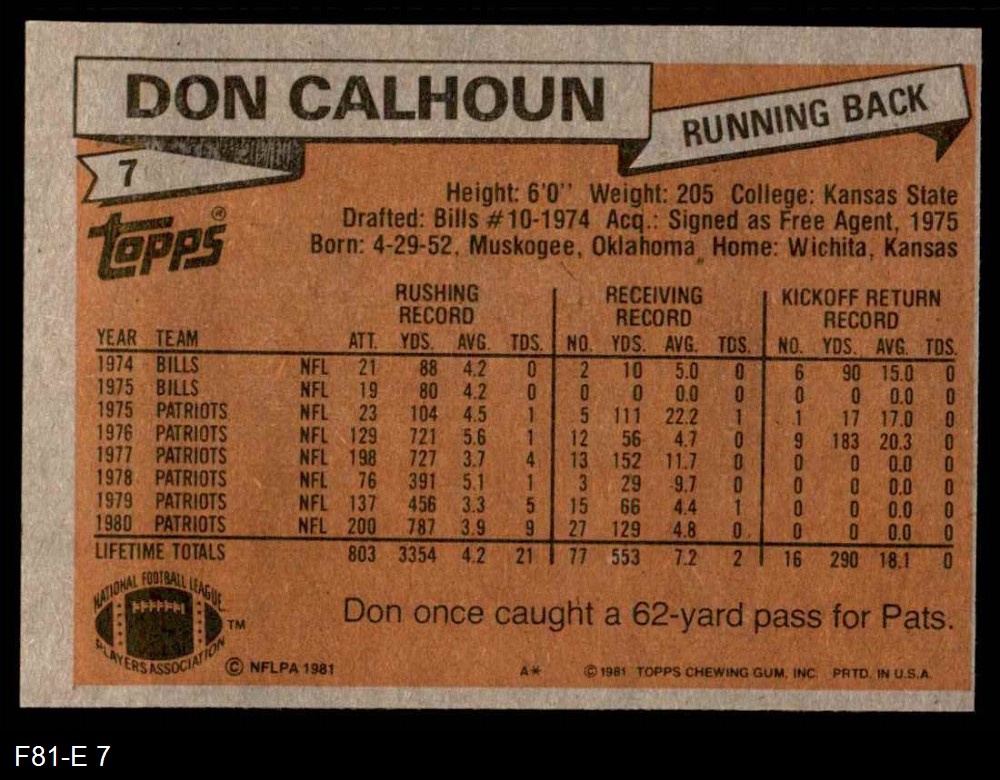 DON CALHOUN
RUNNING BACK
7
Topps®
Height: 6'0" Weight: 205 College: Kansas State
Drafted: Bills #10-1974 Acq.: Signed as Free Agent, 1975
Born: 4-29-52, Muskogee, Oklahoma Home: Wichita, Kansas
RUSHING RECEIVING KICKOFF RETURN
RECORD RECORD RECORD
YEAR TEAM ATT. YDS. AVG. TDS. NO. YDS. AVG. TDS. NO. YDS. AVG. TDS.
1974 BILLS NFL 21 88 4.2 0 2 10 5.0 0 6 90 15.0 0
1975 BILLS NFL 19 80 4.2 0 0 0 0.0 0 0 0 0.0 0
1975 PATRIOTS NFL 23 104 4.5 1 5 111 22.2 1 1 17 17.0 0
1976 PATRIOTS NFL 129 721 5.6 1 12 56 4.7 0 9 183 20.3 0
1977 PATRIOTS NFL 198 727 3.7 4 13 152 11.7 0 0 0 0.0 0
1978 PATRIOTS NFL 76 391 5.1 1 3 29 9.7 0 0 0 0.0 0
1979 PATRIOTS NFL 137 456 3.3 5 15 66 4.4 1 0 0 0.0 0
1980 PATRIOTS NFL 200 787 3.9 9 27 129 4.8 0 0 0 0.0 0
LIFETIME TOTALS 803 3354 4.2 21 77 553 7.2 2 16 290 18.1 0
NATIONAL FOOTBALL LEAGUE
PLAYERS ASSOCIATION
TM
Don once caught a 62-yard pass for Pats.
© NFLPA 1981 A* © 1981 TOPPS CHEWING GUM, INC. PRTD. IN U.S.A.
F81-E 7